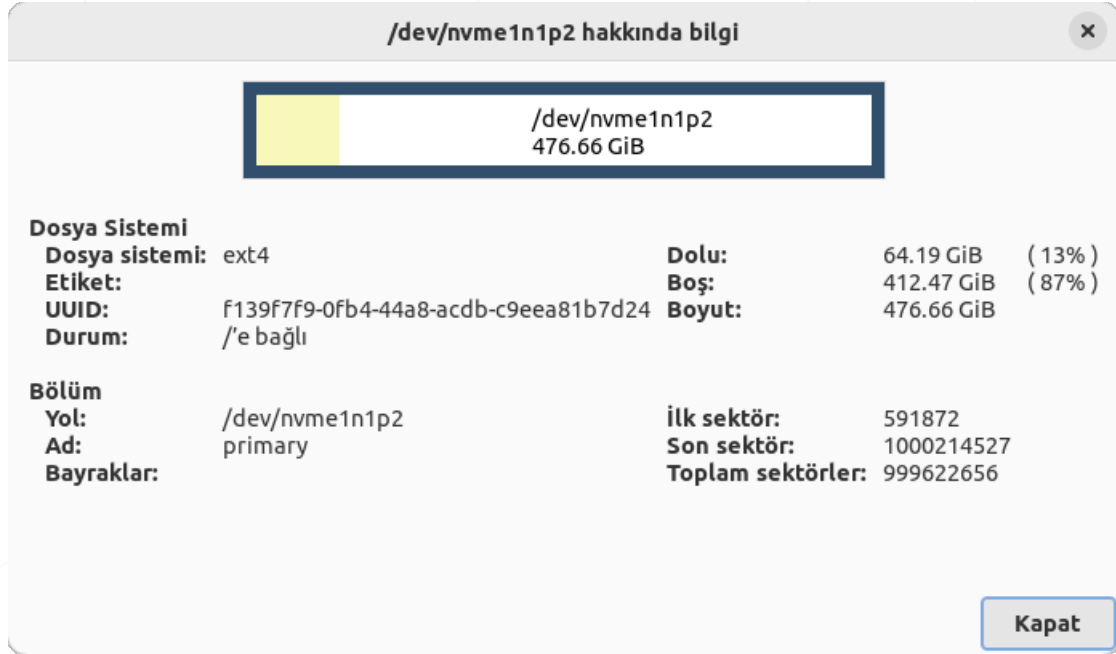 /dev/nvme1n1p2 hakkında bilgi
/dev/nvme1n1p2
476.66 GiB
Dosya Sistemi
Dosya sistemi: ext4 Dolu: 64.19 GiB ( 13% )
Etiket: Boş: 412.47 GiB ( 87% )
UUID: f139f7f9-0fb4-44a8-acdb-c9eea81b7d24 Boyut: 476.66 GiB
Durum: /'e bağlı
Bölüm
Yol: /dev/nvme1n1p2 İlk sektör: 591872
Ad: primary Son sektör: 1000214527
Bayraklar: Toplam sektörler: 999622656
Kapat